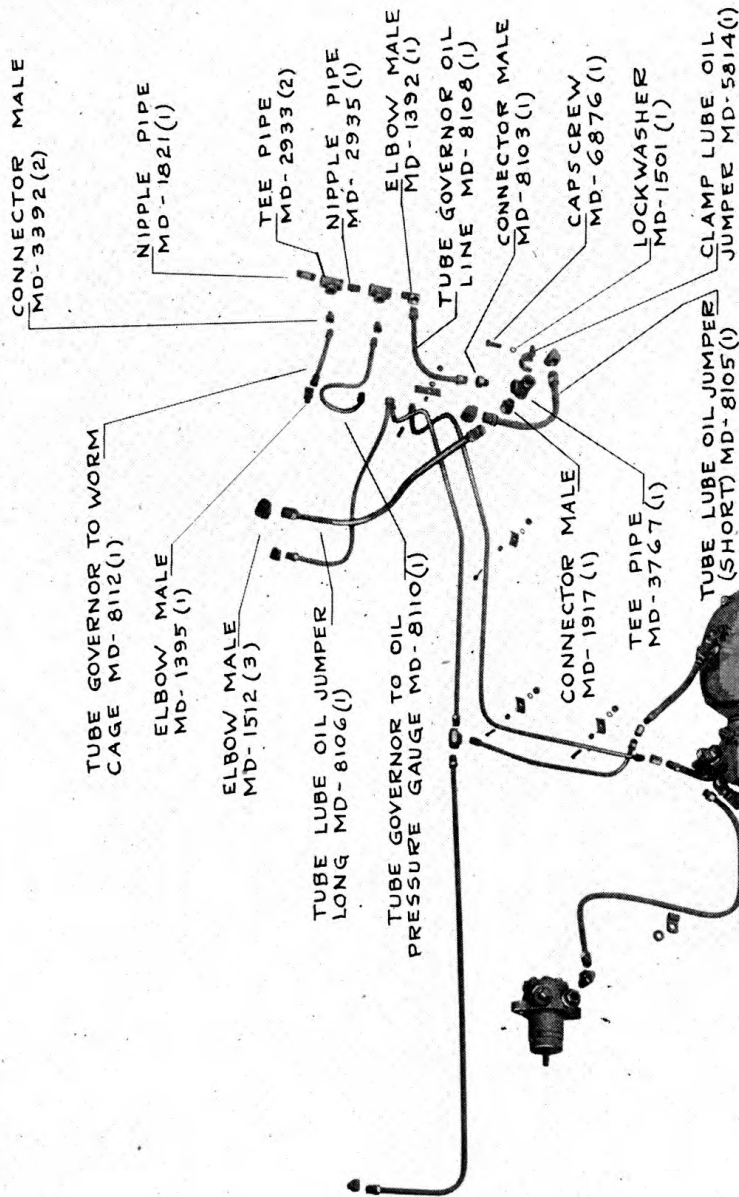 CONNECTOR MALE
MD-3392(2)
NIPPLE PIPE
MD-1821(1)
TEE PIPE
MD-2933(2)
NIPPLE PIPE
MD-2935(1)
ELBOW MALE
MD-1392(1)
TUBE GOVERNOR OIL
LINE MD-8108(1)
CONNECTOR MALE
MD-8103(1)
CAPSCREW
MD-6876(1)
LOCKWASHER
MD-1501(1)
CLAMP LUBE OIL
JUMPER MD-5814(1)
TUBE GOVERNOR TO WORM
CAGE MD-8112(1)
ELBOW MALE
MD-1395(1)
ELBOW MALE
MD-1512(3)
TUBE LUBE OIL JUMPER
LONG MD-8106(1)
TUBE GOVERNOR TO OIL
PRESSURE GAUGE MD-8110(1)
CONNECTOR MALE
MD-1917(1)
TEE PIPE
MD-3767(1)
TUBE LUBE OIL JUMPER
(SHORT) MD-8105(1)